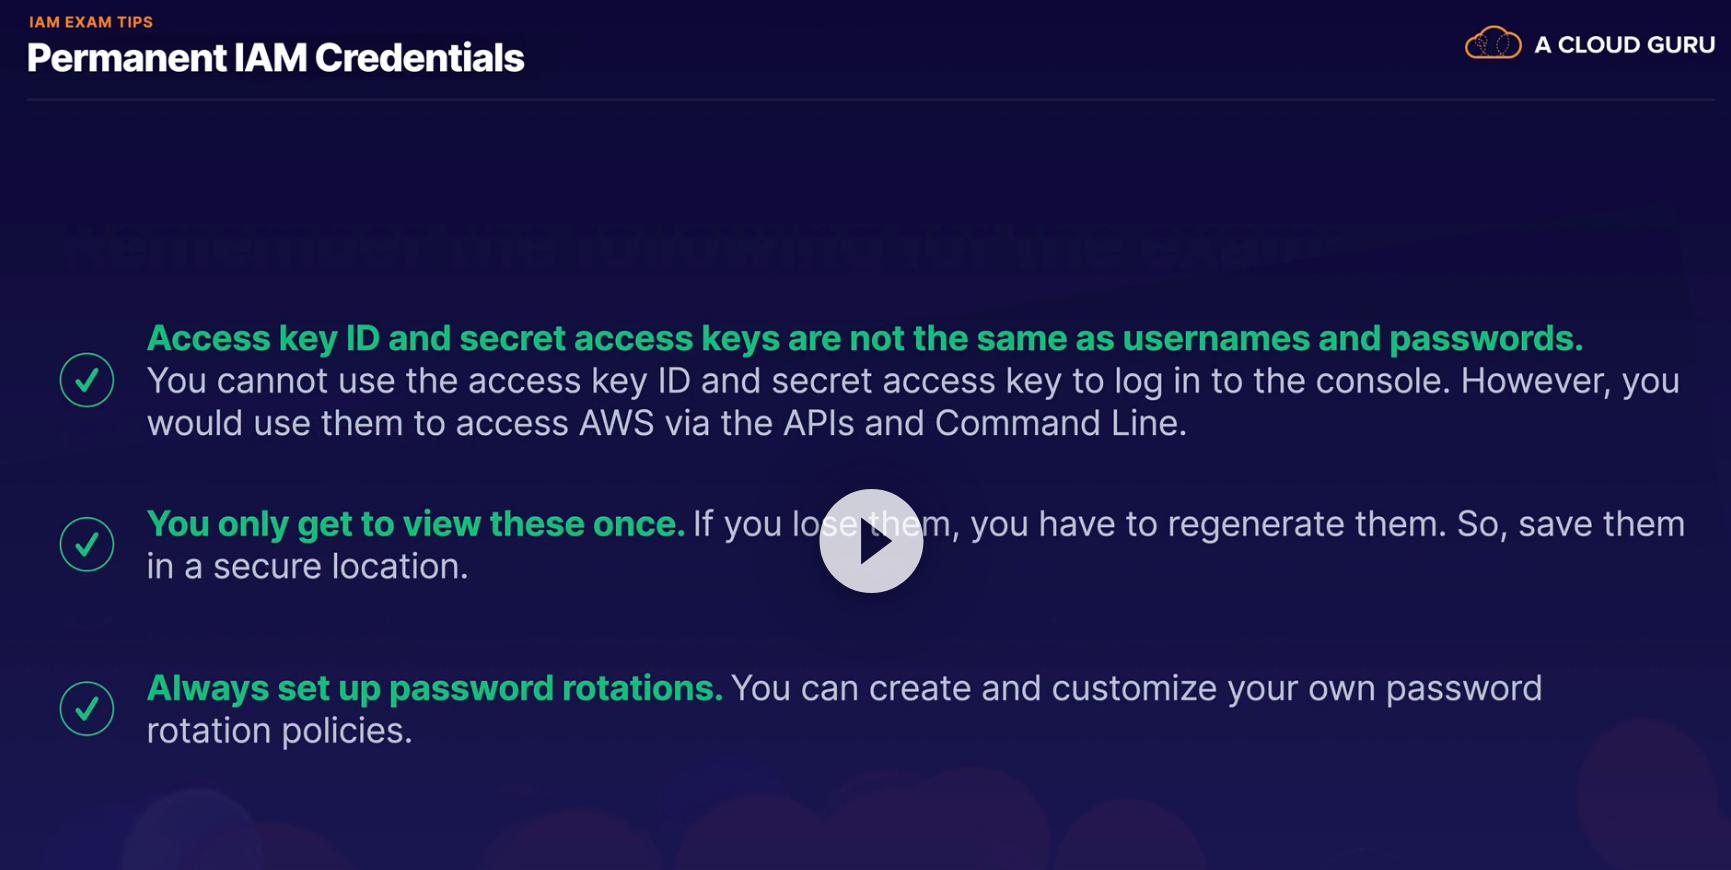 IAM EXAM TIPS
Permanent IAM Credentials
A CLOUD GURU
Remember the following for the exam:
Access key ID and secret access keys are not the same as usernames and passwords.
You cannot use the access key ID and secret access key to log in to the console. However, you
would use them to access AWS via the APIs and Command Line.
You only get to view these once. If you lose them, you have to regenerate them. So, save them
in a secure location.
Always set up password rotations. You can create and customize your own password
rotation policies.